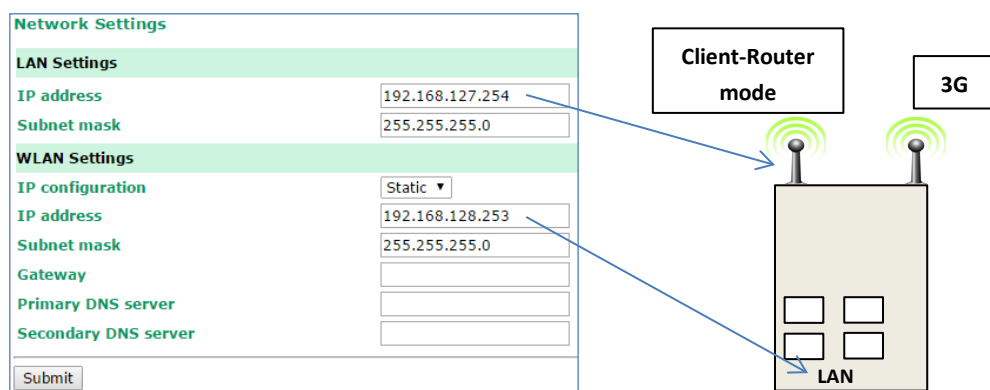 Network Settings
LAN Settings
IP address 192.168.127.254
Subnet mask 255.255.255.0
WLAN Settings
IP configuration Static ▼
IP address 192.168.128.253
Subnet mask 255.255.255.0
Gateway
Primary DNS server
Secondary DNS server
Submit
Client-Router
mode
3G
LAN